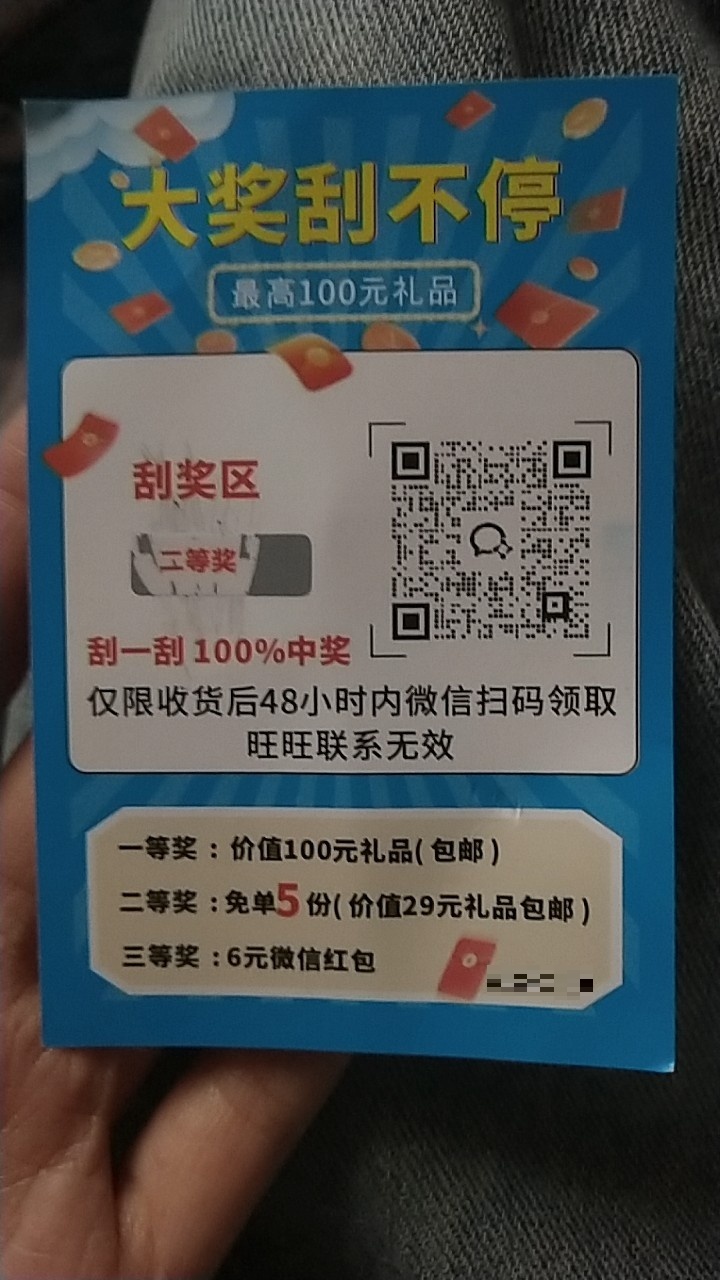 大奖刮不停
最高100元礼品
刮奖区
二等奖
刮一刮 100%中奖
仅限收货后48小时内微信扫码领取
旺旺联系无效
一等奖：价值100元礼品(包邮)
二等奖：免单5份(价值29元礼品包邮)
三等奖：6元微信红包